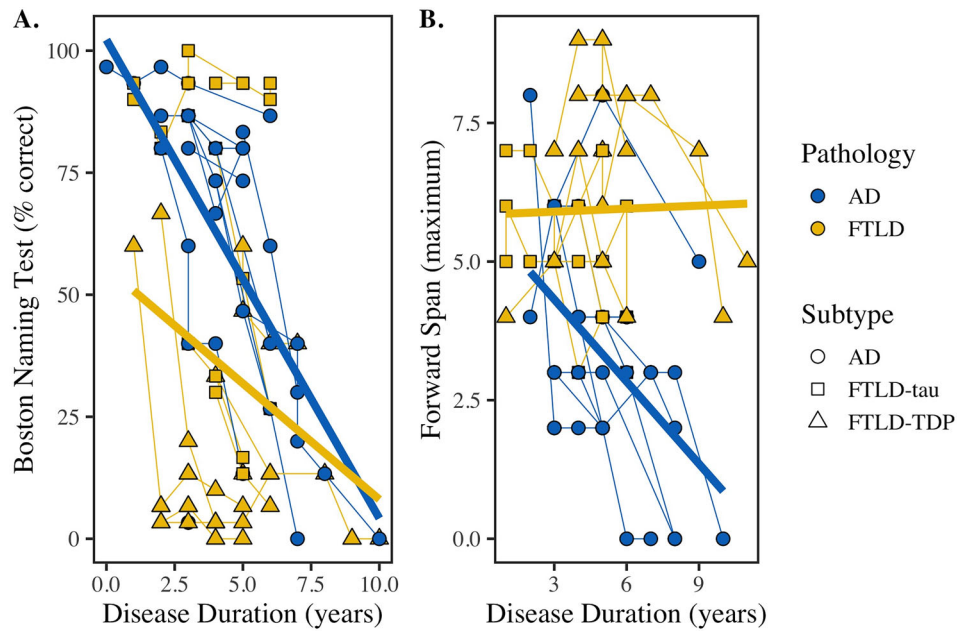 A.
B.
Boston Naming Test (% correct)
100
75
50
25
0
0.0 2.5 5.0 7.5 10.0
Disease Duration (years)
Forward Span (maximum)
7.5
5.0
2.5
0.0
3 6 9
Disease Duration (years)
Pathology
AD
FTLD
Subtype
AD
FTLD-tau
FTLD-TDP